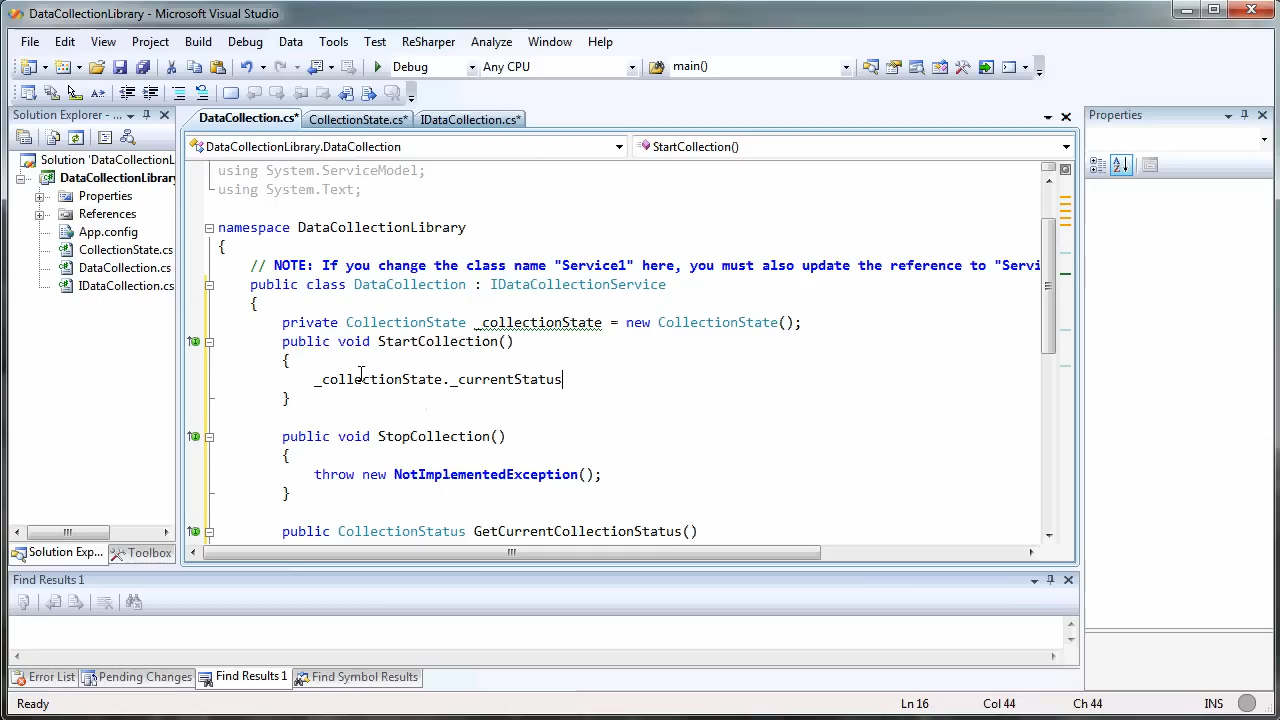 DataCollectionLibrary - Microsoft Visual Studio
File Edit View Project Build Debug Data Tools Test ReSharper Analyze Window Help
Debug Any CPU main()
Solution Explorer - ...
DataCollection.cs* CollectionState.cs* IDataCollection.cs*
Properties
DataCollectionLibrary.DataCollection StartCollection()
Solution 'DataCollectionL
DataCollectionLibrary
Properties
References
App.config
CollectionState.cs
DataCollection.cs
IDataCollection.cs
using System.ServiceModel;
using System.Text;
namespace DataCollectionLibrary
{
// NOTE: If you change the class name "Service1" here, you must also update the reference to "Servi
public class DataCollection : IDataCollectionService
{
private CollectionState _collectionState = new CollectionState();
public void StartCollection()
{
_collectionState._currentStatus
}
public void StopCollection()
{
throw new NotImplementedException();
}
public CollectionStatus GetCurrentCollectionStatus()
Solution Exp... Toolbox
Find Results 1
Error List Pending Changes Find Results 1 Find Symbol Results
Ready Ln 16 Col 44 Ch 44 INS